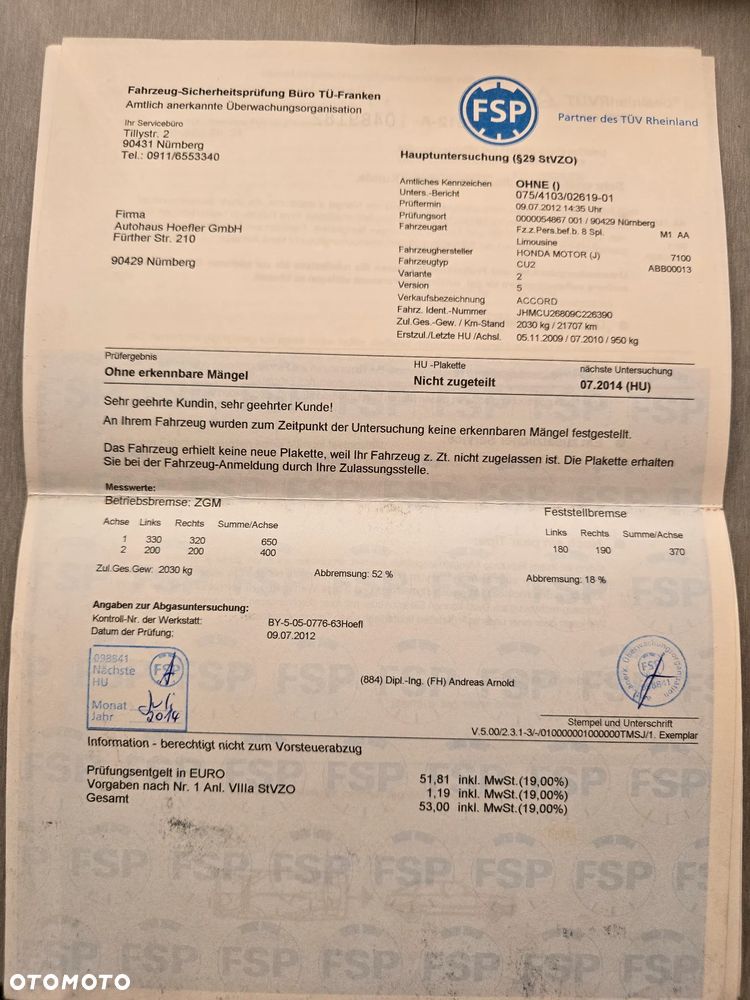 Fahrzeug-Sicherheitsprüfung Büro TÜ-Franken
Amtlich anerkannte Überwachungsorganisation
Ihr Servicebüro
Tillystr. 2
90431 Nürnberg
Tel.: 0911/6553340
FSP
Partner des TÜV Rheinland
Hauptuntersuchung (§29 StVZO)
Firma
Autohaus Hoefler GmbH
Fürther Str. 210
90429 Nürnberg
Amtliches Kennzeichen OHNE ()
Unters.-Bericht 075/4103/02619-01
Prüftermin 09.07.2012 14:35 Uhr
Prüfungsort 0000054867 001 / 90429 Nürnberg
Fahrzeugart Fz.z.Pers.bef.b. 8 Spl. M1 AA
Limousine
Fahrzeughersteller HONDA MOTOR (J) 7100
Fahrzeugtyp CU2 ABB00013
Variante 2
Version 5
Verkaufsbezeichnung ACCORD
Fahrz. Ident.-Nummer JHMCU26809C226390
Zul.Ges.-Gew. / Km-Stand 2030 kg / 21707 km
Erstzul./Letzte HU /Achsl. 05.11.2009 / 07.2010 / 950 kg
Prüfergebnis HU -Plakette nächste Untersuchung
Ohne erkennbare Mängel Nicht zugeteilt 07.2014 (HU)
Sehr geehrte Kundin, sehr geehrter Kunde!
An Ihrem Fahrzeug wurden zum Zeitpunkt der Untersuchung keine erkennbaren Mängel festgestellt.
Das Fahrzeug erhielt keine neue Plakette, weil Ihr Fahrzeug z. Zt. nicht zugelassen ist. Die Plakette erhalten
Sie bei der Fahrzeug-Anmeldung durch Ihre Zulassungsstelle.
Messwerte:
Betriebsbremse: ZGM Feststellbremse
Achse Links Rechts Summe/Achse Links Rechts Summe/Achse
1 330 320 650 180 190 370
2 200 200 400
Zul.Ges.Gew: 2030 kg Abbremsung: 52 % Abbremsung: 18 %
Angaben zur Abgasuntersuchung:
Kontroll-Nr. der Werkstatt: BY-5-05-0776-63Hoefl
Datum der Prüfung: 09.07.2012
098841
Nächste
HU
FSP
Monat Juli
Jahr 2014
(884) Dipl.-Ing. (FH) Andreas Arnold
Stempel und Unterschrift
V.5.00/2.3.1-3/-/010000001000000TMSJ/1. Exemplar
Information - berechtigt nicht zum Vorsteuerabzug
Prüfungsentgelt in EURO 51,81 inkl. MwSt.(19,00%)
Vorgaben nach Nr. 1 Anl. VIIIa StVZO 1,19 inkl. MwSt.(19,00%)
Gesamt 53,00 inkl. MwSt.(19,00%)
OTOMOTO